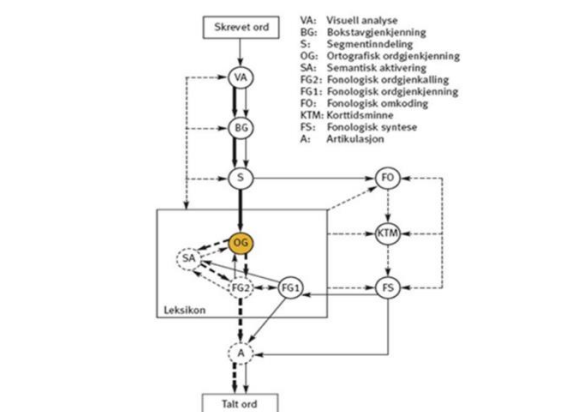 Skrevet ord
VA: Visuell analyse
BG: Bokstavgjenkjenning
S: Segmentinndeling
OG: Ortografisk ordgjenkjenning
SA: Semantisk aktivering
FG2: Fonologisk ordgjenkalling
FG1: Fonologisk ordgjenkjenning
FO: Fonologisk omkoding
KTM: Korttidsminne
FS: Fonologisk syntese
A: Artikulasjon
VA
BG
S
FO
OG
KTM
SA
FG2
FG1
FS
Leksikon
A
Talt ord